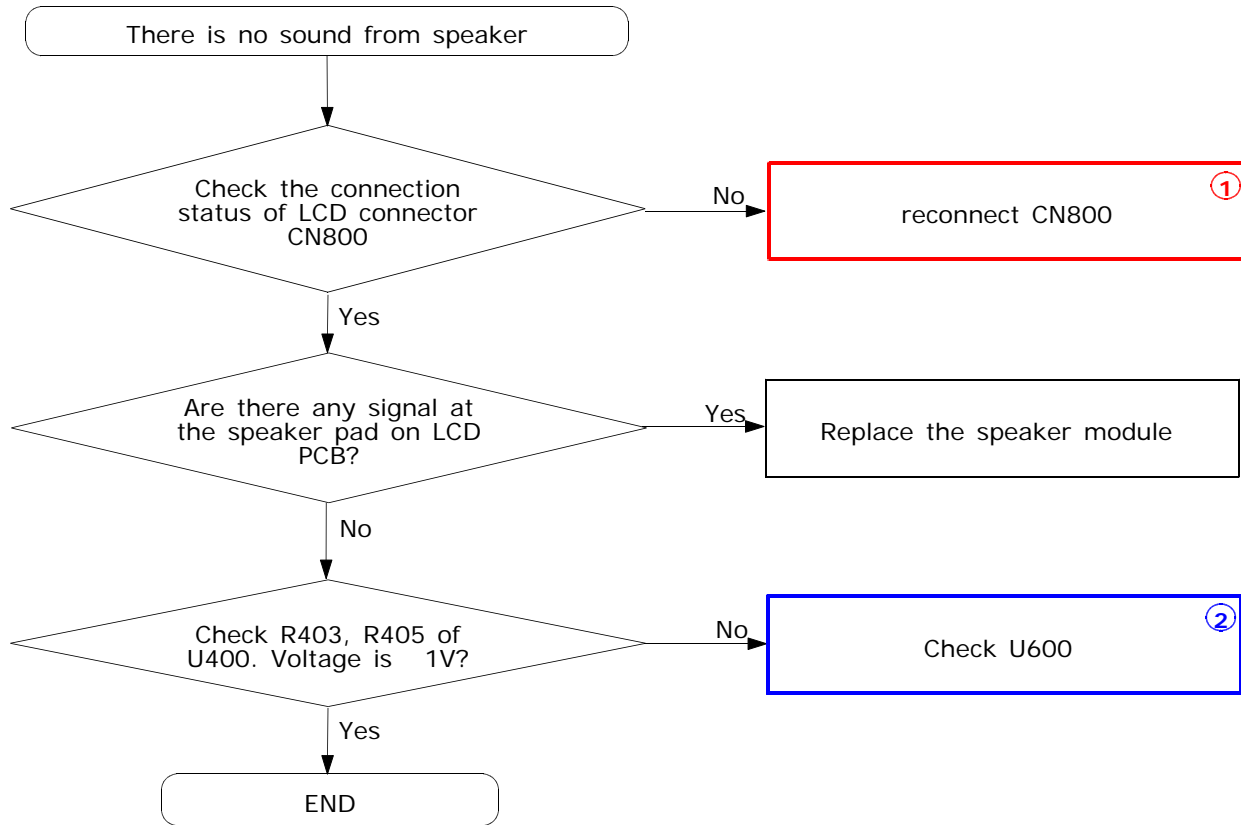 There is no sound from speaker
Check the connection
status of LCD connector
CN800
No
reconnect CN800
1
Yes
Are there any signal at
the speaker pad on LCD
PCB?
Yes
Replace the speaker module
No
Check R403, R405 of
U400. Voltage is 1V?
No
Check U600
2
Yes
END